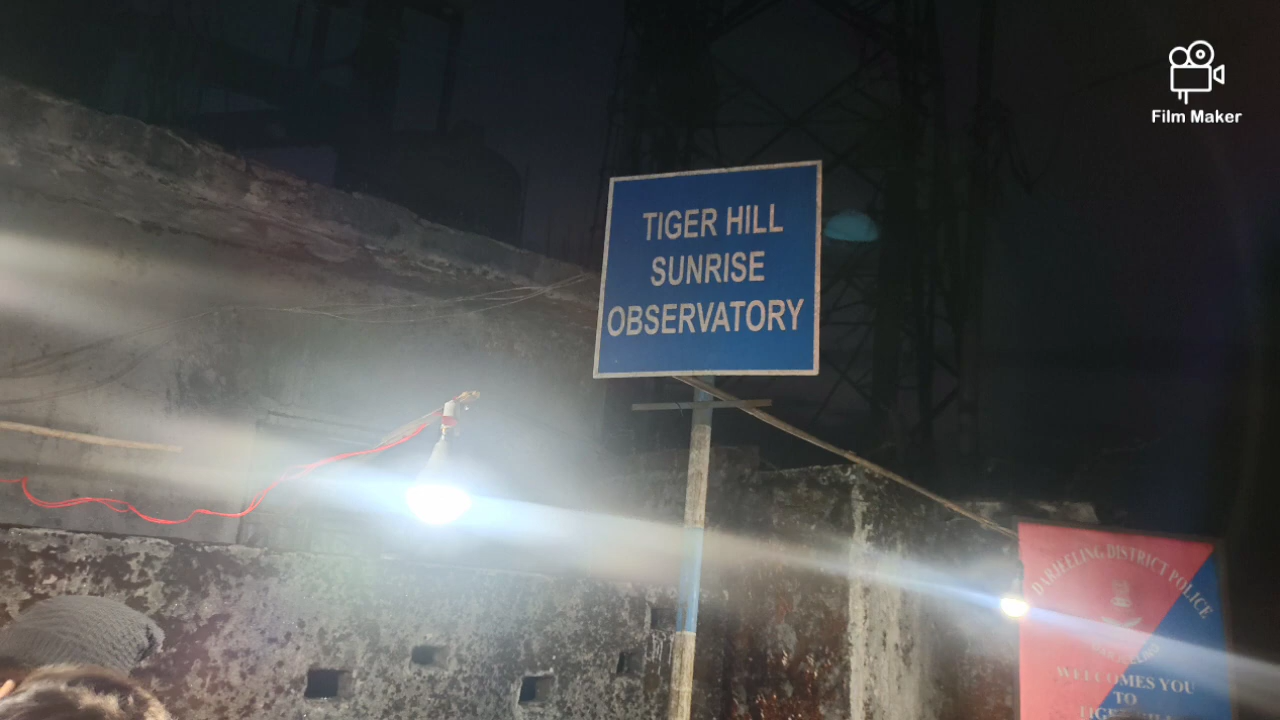 Film Maker
TIGER HILL
SUNRISE
OBSERVATORY
DARJEELING DISTRICT POLICE
WELCOMES YOU
TO